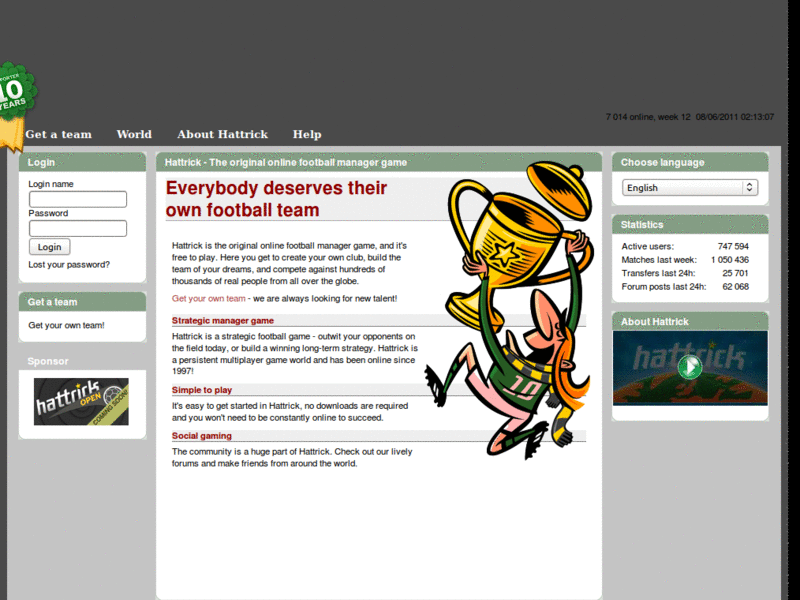 PORTER
10
YEARS
7 014 online, week 12 08/06/2011 02:13:07
Get a team World About Hattrick Help
Login
Login name
Password
Login
Lost your password?
Get a team
Get your own team!
Sponsor
hattrick
OPEN
COMING SOON!
Hattrick - The original online football manager game
Everybody deserves their
own football team
Hattrick is the original online football manager game, and it's
free to play. Here you get to create your own club, build the
team of your dreams, and compete against hundreds of
thousands of real people from all over the globe.
Get your own team - we are always looking for new talent!
Strategic manager game
Hattrick is a strategic football game - outwit your opponents on
the field today, or build a winning long-term strategy. Hattrick is
a persistent multiplayer game world and has been online since
1997!
Simple to play
It's easy to get started in Hattrick, no downloads are required
and you won't need to be constantly online to succeed.
Social gaming
The community is a huge part of Hattrick. Check out our lively
forums and make friends from around the world.
10
Choose language
English
Statistics
Active users: 747 594
Matches last week: 1 050 436
Transfers last 24h: 25 701
Forum posts last 24h: 62 068
About Hattrick
hattrick